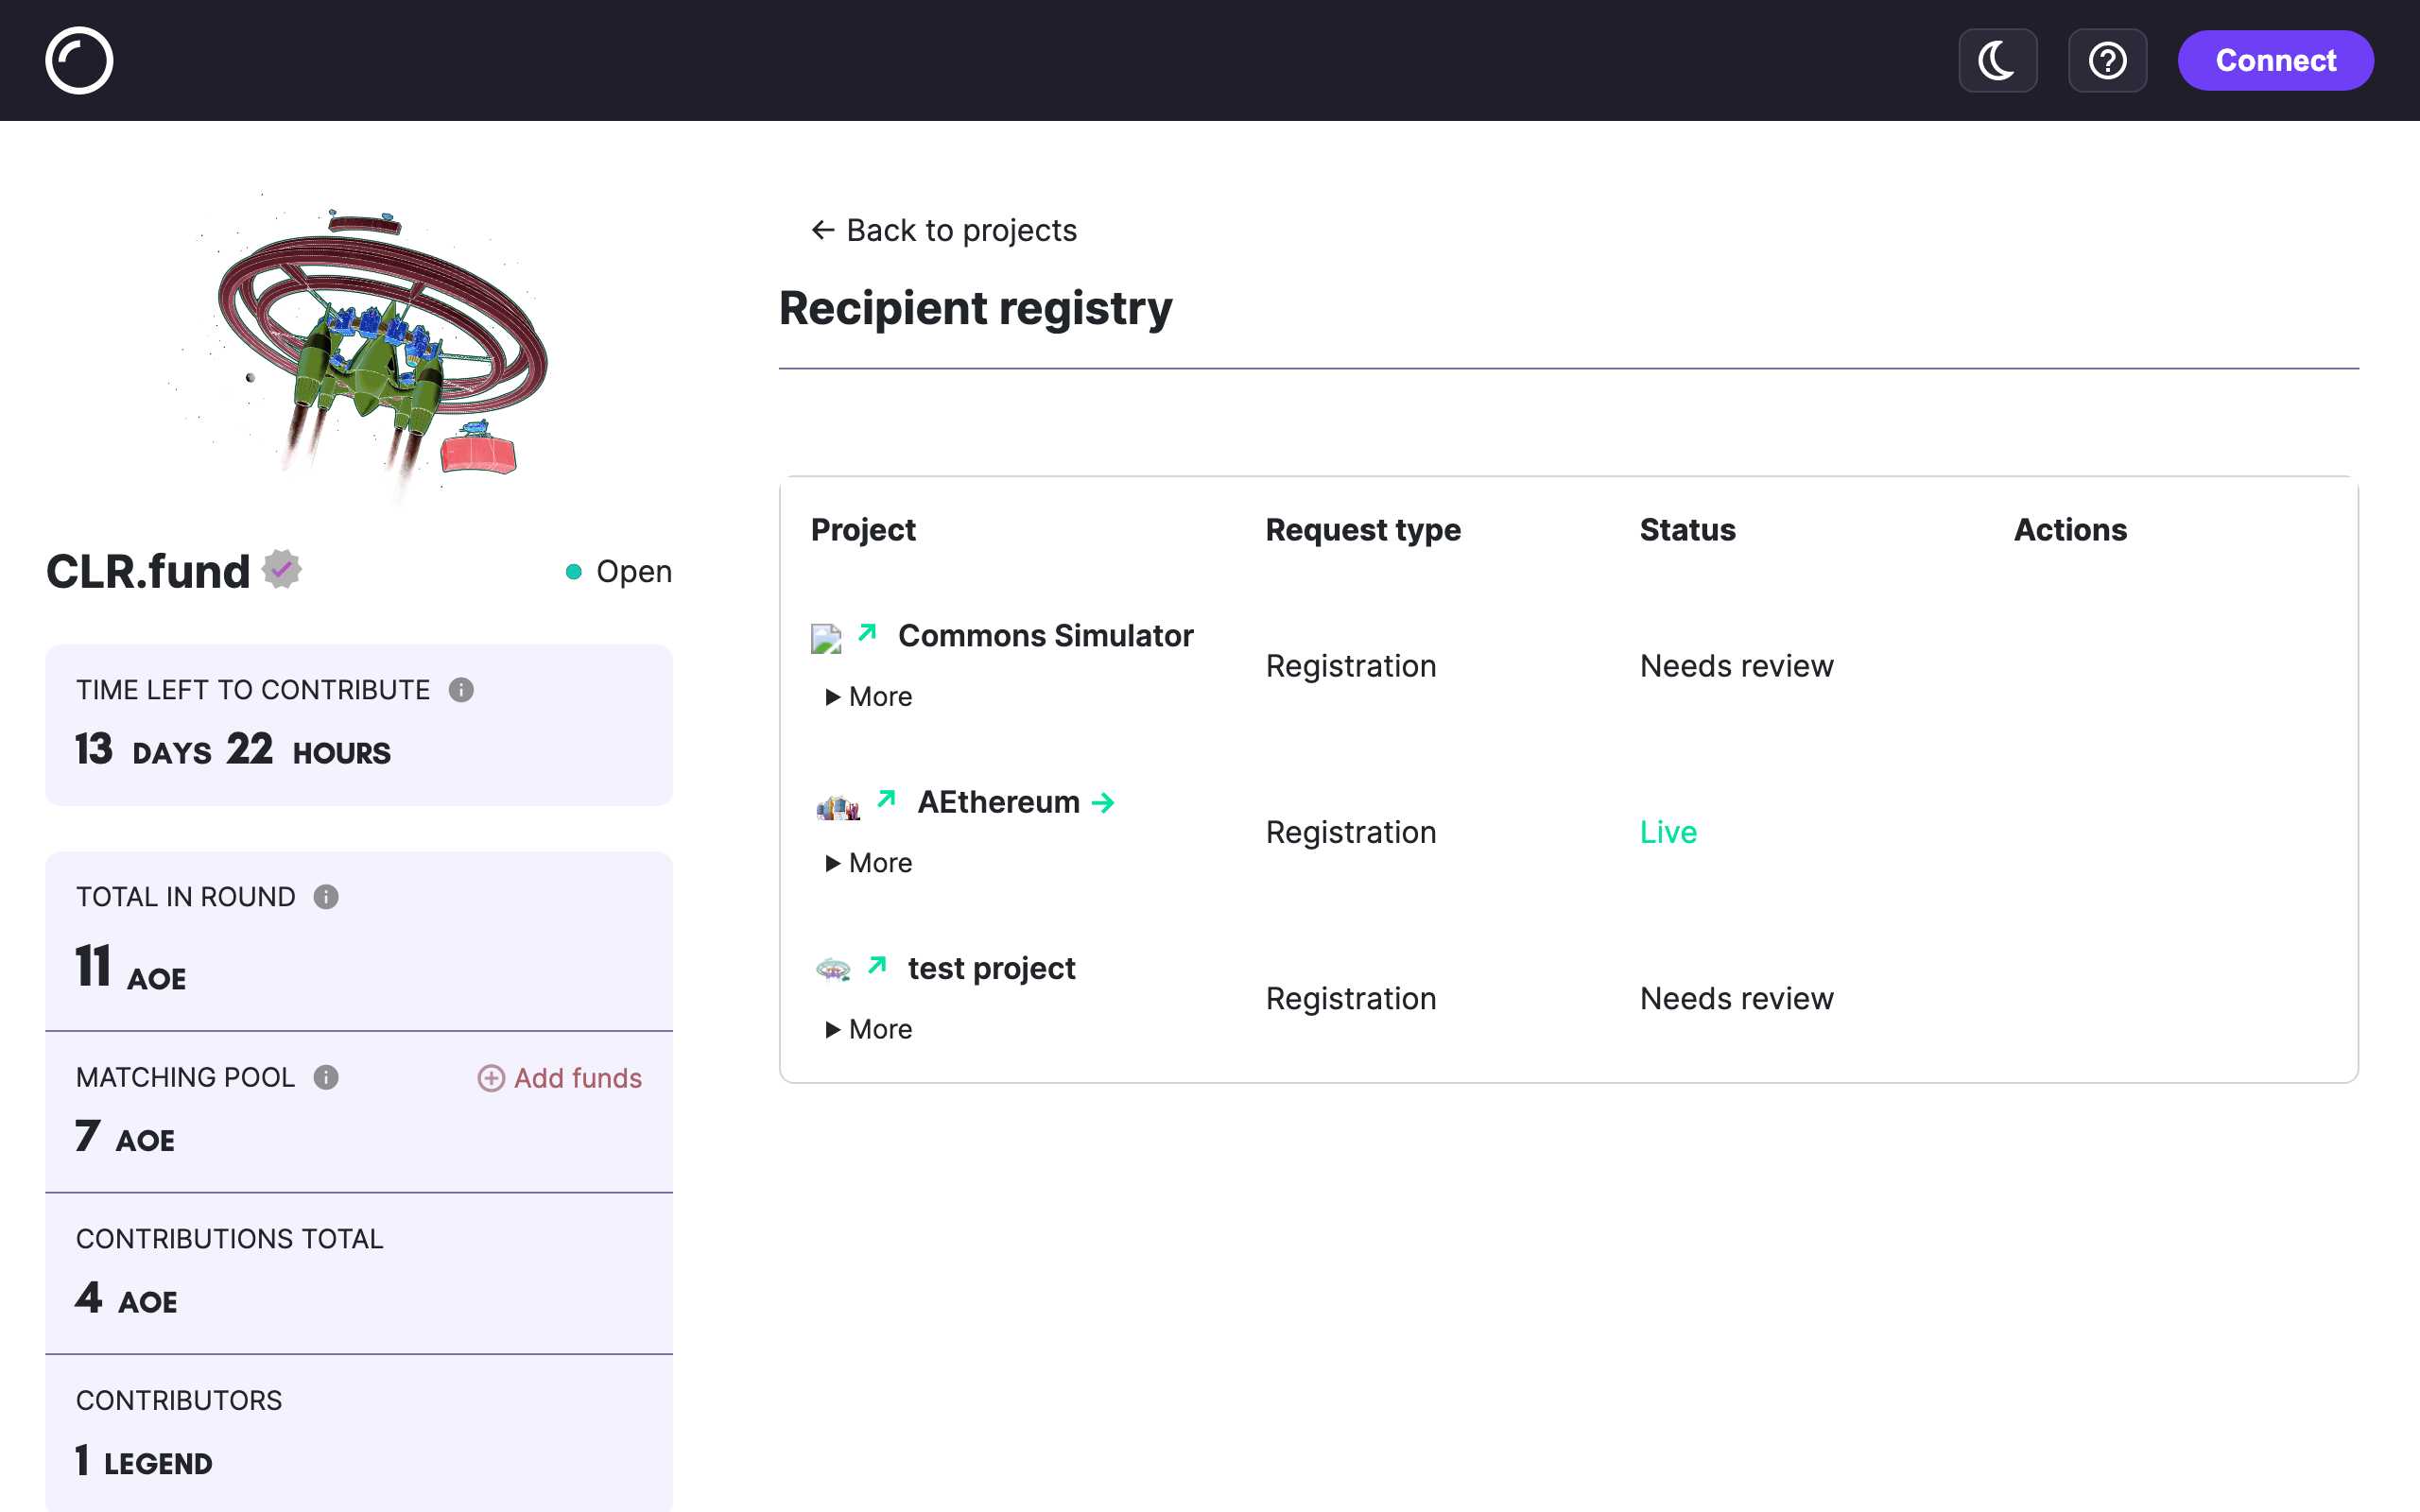 Connect
CLR.fund
Open
TIME LEFT TO CONTRIBUTE
13 DAYS 22 HOURS
TOTAL IN ROUND
11 AOE
MATCHING POOL
Add funds
7 AOE
CONTRIBUTIONS TOTAL
4 AOE
CONTRIBUTORS
1 LEGEND
← Back to projects
Recipient registry
Project Request type Status Actions
Commons Simulator
Registration Needs review
More
AEthereum →
Registration Live
More
test project
Registration Needs review
More